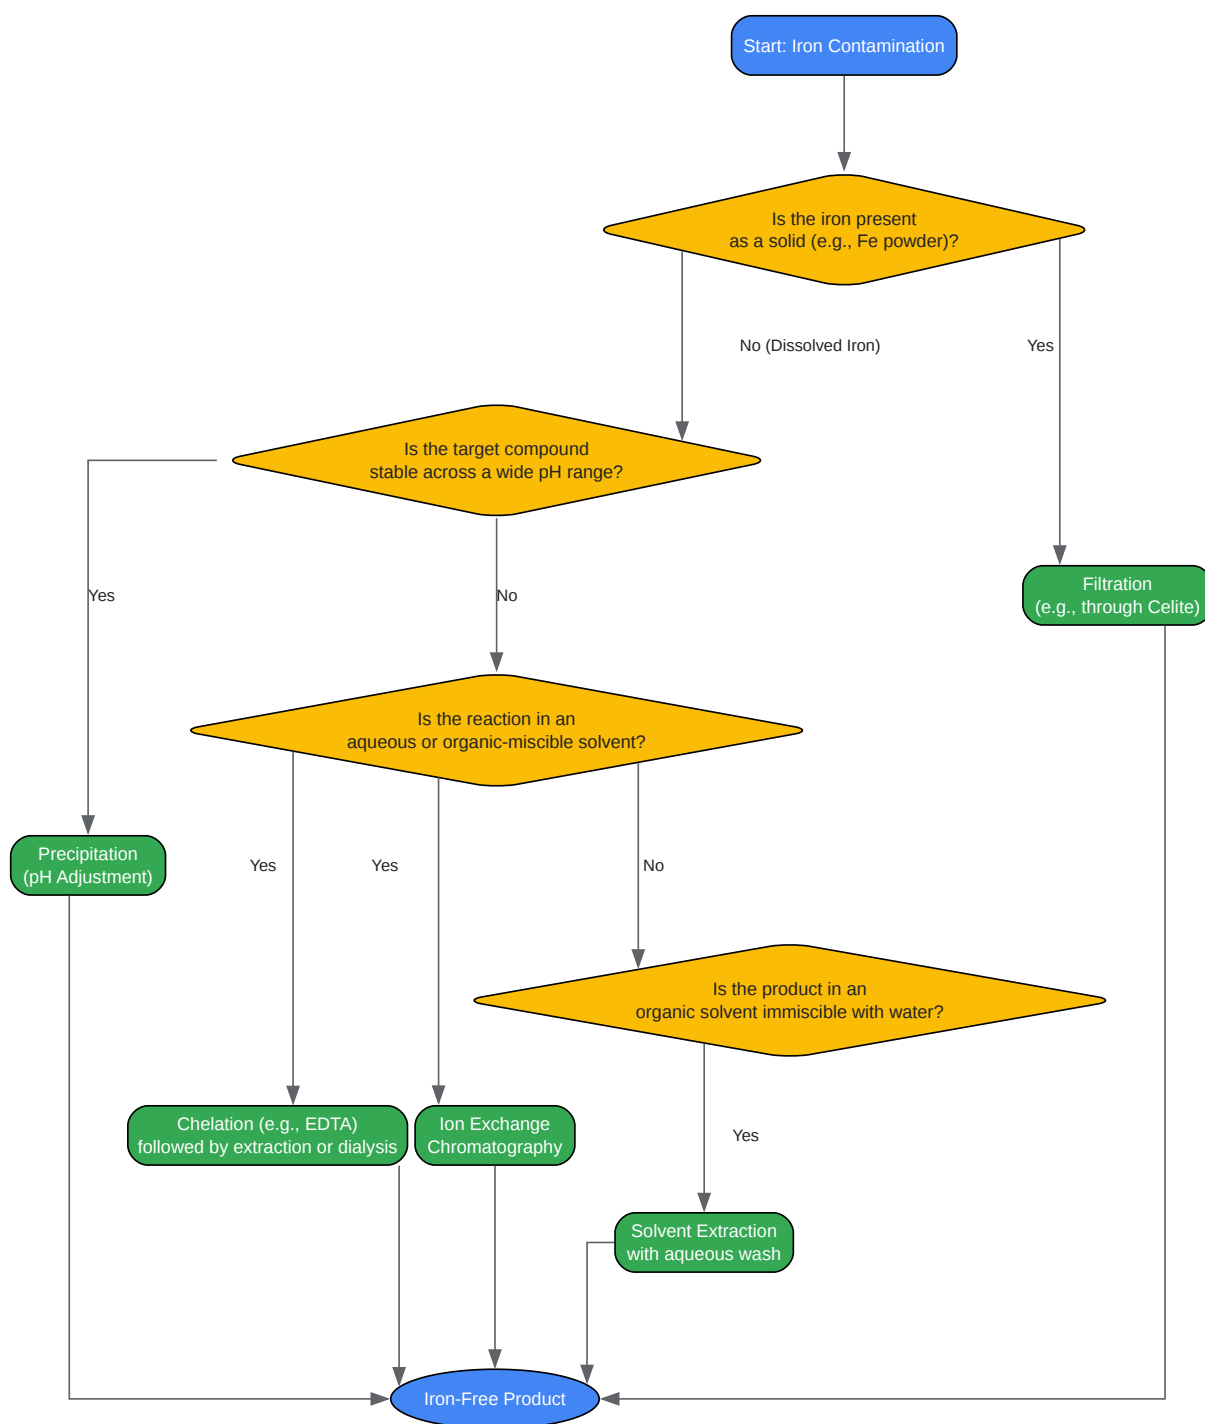 Start: Iron Contamination
Is the iron present
as a solid (e.g., Fe powder)?
No (Dissolved Iron)
Yes
Is the target compound
stable across a wide pH range?
Yes
No
Filtration
(e.g., through Celite)
Is the reaction in an
aqueous or organic-miscible solvent?
Precipitation
(pH Adjustment)
Yes
Yes
No
Is the product in an
organic solvent immiscible with water?
Chelation (e.g., EDTA)
followed by extraction or dialysis
Ion Exchange
Chromatography
Yes
Solvent Extraction
with aqueous wash
Iron-Free Product